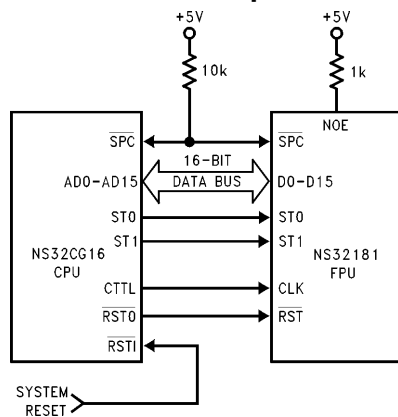 +5V
+5V
10k
1k
NOE
SPC
SPC
16-BIT
AD0-AD15
DATA BUS
D0-D15
ST0
ST0
ST1
ST1
NS32CG16
CPU
NS32181
FPU
CTTL
CLK
RSTO
RST
RSTI
SYSTEM
RESET